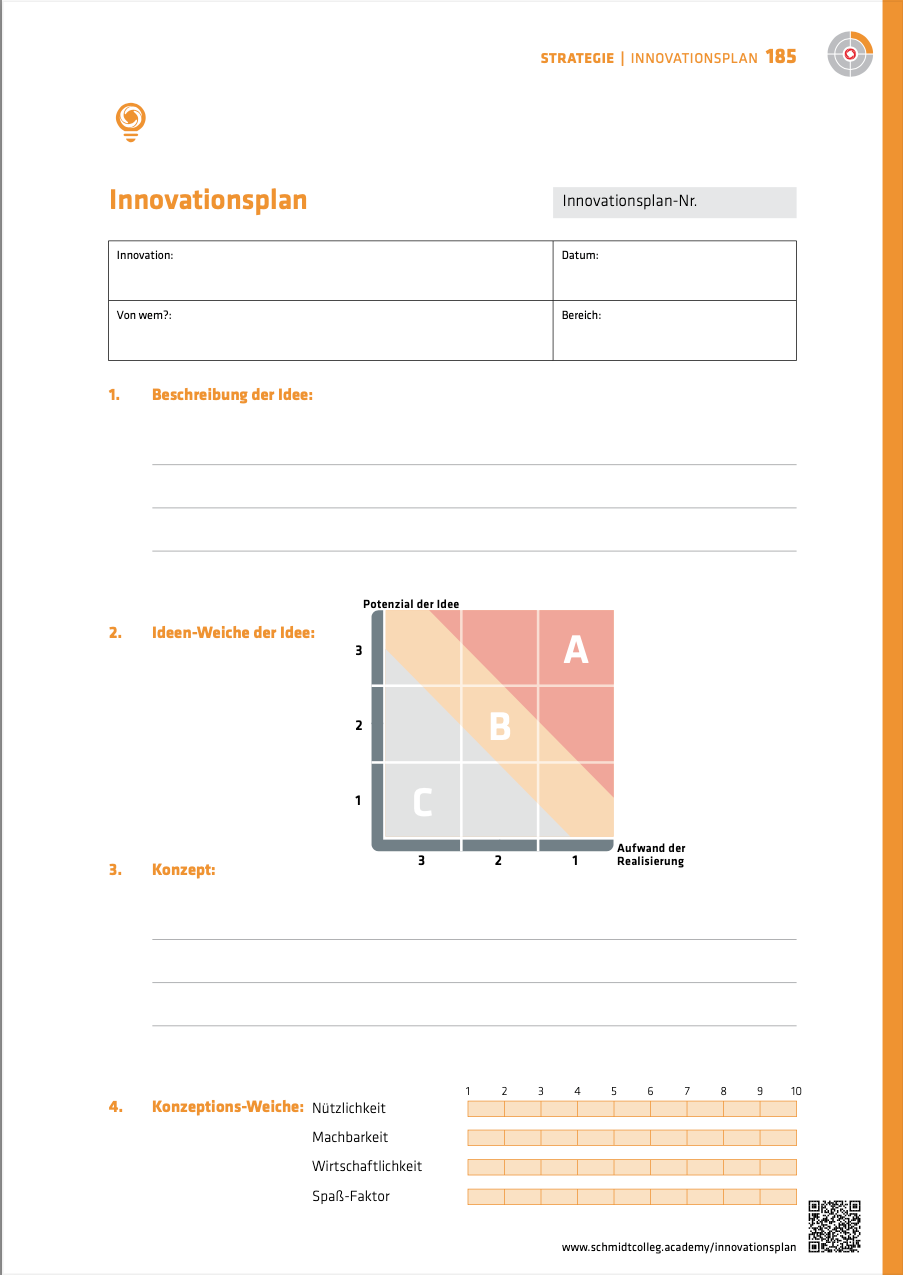 STRATEGIE | INNOVATIONSPLAN 185
Innovationsplan
Innovationsplan-Nr.
Innovation:
Datum:
Von wem?:
Bereich:
1. Beschreibung der Idee:
2. Ideen-Weiche der Idee:
Potenzial der Idee
3
A
2
B
1
C
3 2 1
Aufwand der
Realisierung
3. Konzept:
4. Konzeptions-Weiche:
1 2 3 4 5 6 7 8 9 10
Nützlichkeit
Machbarkeit
Wirtschaftlichkeit
Spaß-Faktor
www.schmidtcolleg.academy/innovationsplan